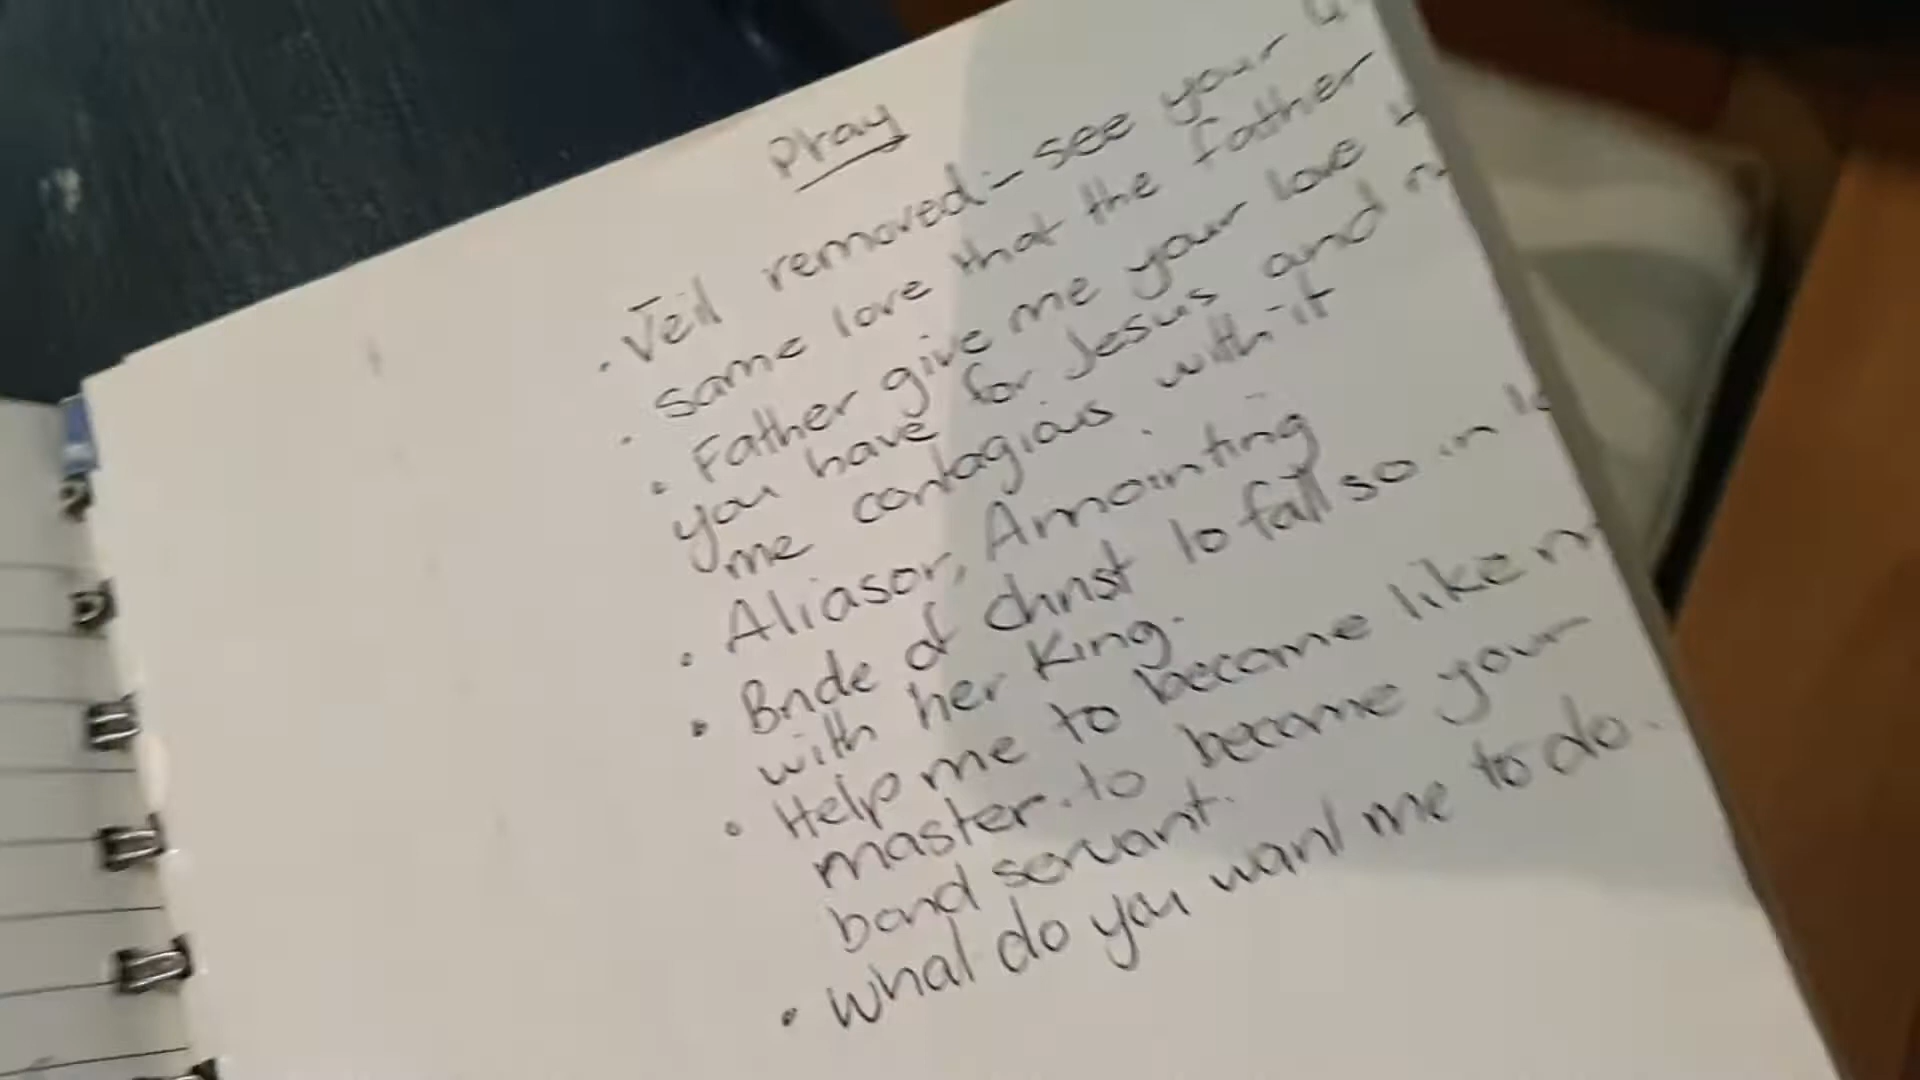 Pray
• Veil removed - see your
• same love that the father
• Father give me your love
you have for Jesus and
me contagious with it
• Aliasor, Annointing
• Bride of Christ to fall so in
with her King.
• Help me to become like
master. to become your
bond servant.
• What do you want me to do.